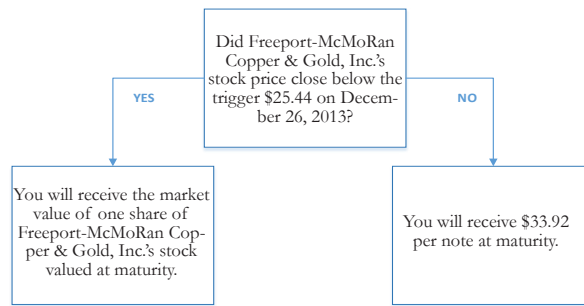 Did Freeport-McMoRan
Copper & Gold, Inc.'s
stock price close below the
trigger $25.44 on Decem-
ber 26, 2013?
YES
NO
You will receive the market
value of one share of
Freeport-McMoRan Cop-
per & Gold, Inc.'s stock
valued at maturity.
You will receive $33.92
per note at maturity.